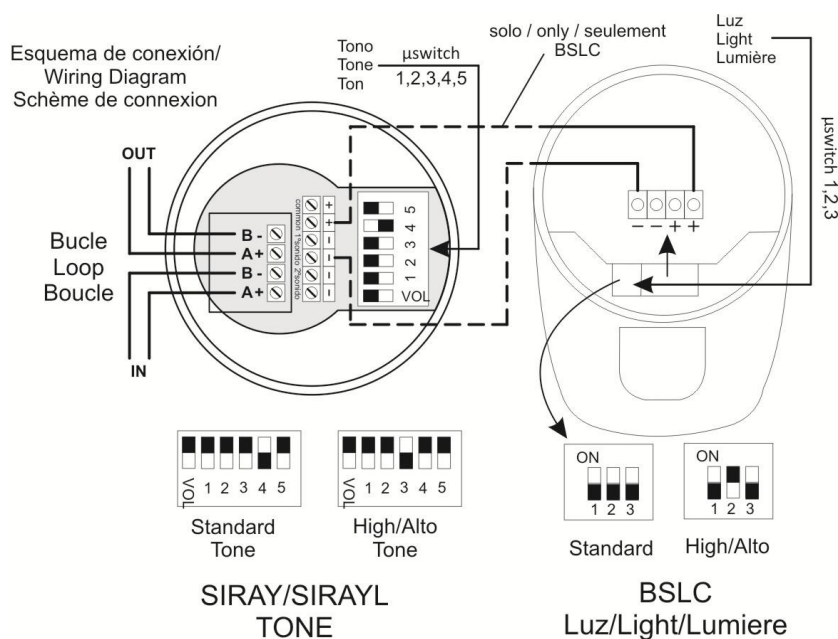 Esquema de conexión/
Wiring Diagram
Schème de connexion
Tono
Tone
Ton
µswitch
1,2,3,4,5
solo / only / seulement
BSLC
Luz
Light
Lumière
µswitch 1,2,3
OUT
Bucle
Loop
Boucle
IN
B -
A+
B -
A+
common 1ºsonido 2ºsonido
+
+
–
–
–
–
5
4
3
2
1
VOL
– – + +
VOL 1 2 3 4 5
Standard
Tone
VOL 1 2 3 4 5
High/Alto
Tone
SIRAY/SIRAYL
TONE
ON
1 2 3
Standard
ON
1 2 3
High/Alto
BSLC
Luz/Light/Lumiere